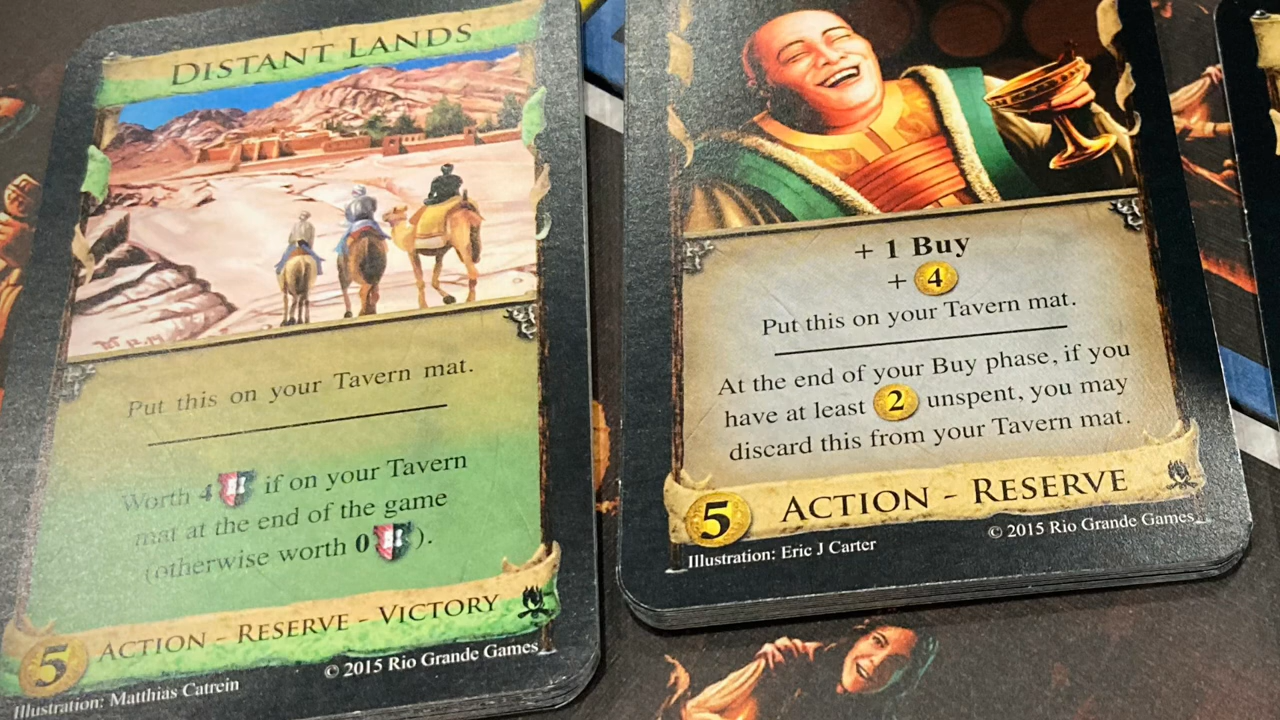 DISTANT LANDS
Put this on your Tavern mat.
Worth 4 if on your Tavern
mat at the end of the game
(otherwise worth 0 ).
5 ACTION - RESERVE - VICTORY
Illustration: Matthias Catrein
© 2015 Rio Grande Games
+ 1 Buy
+ 4
Put this on your Tavern mat.
At the end of your Buy phase, if you
have at least 2 unspent, you may
discard this from your Tavern mat.
5 ACTION - RESERVE
Illustration: Eric J Carter
© 2015 Rio Grande Games